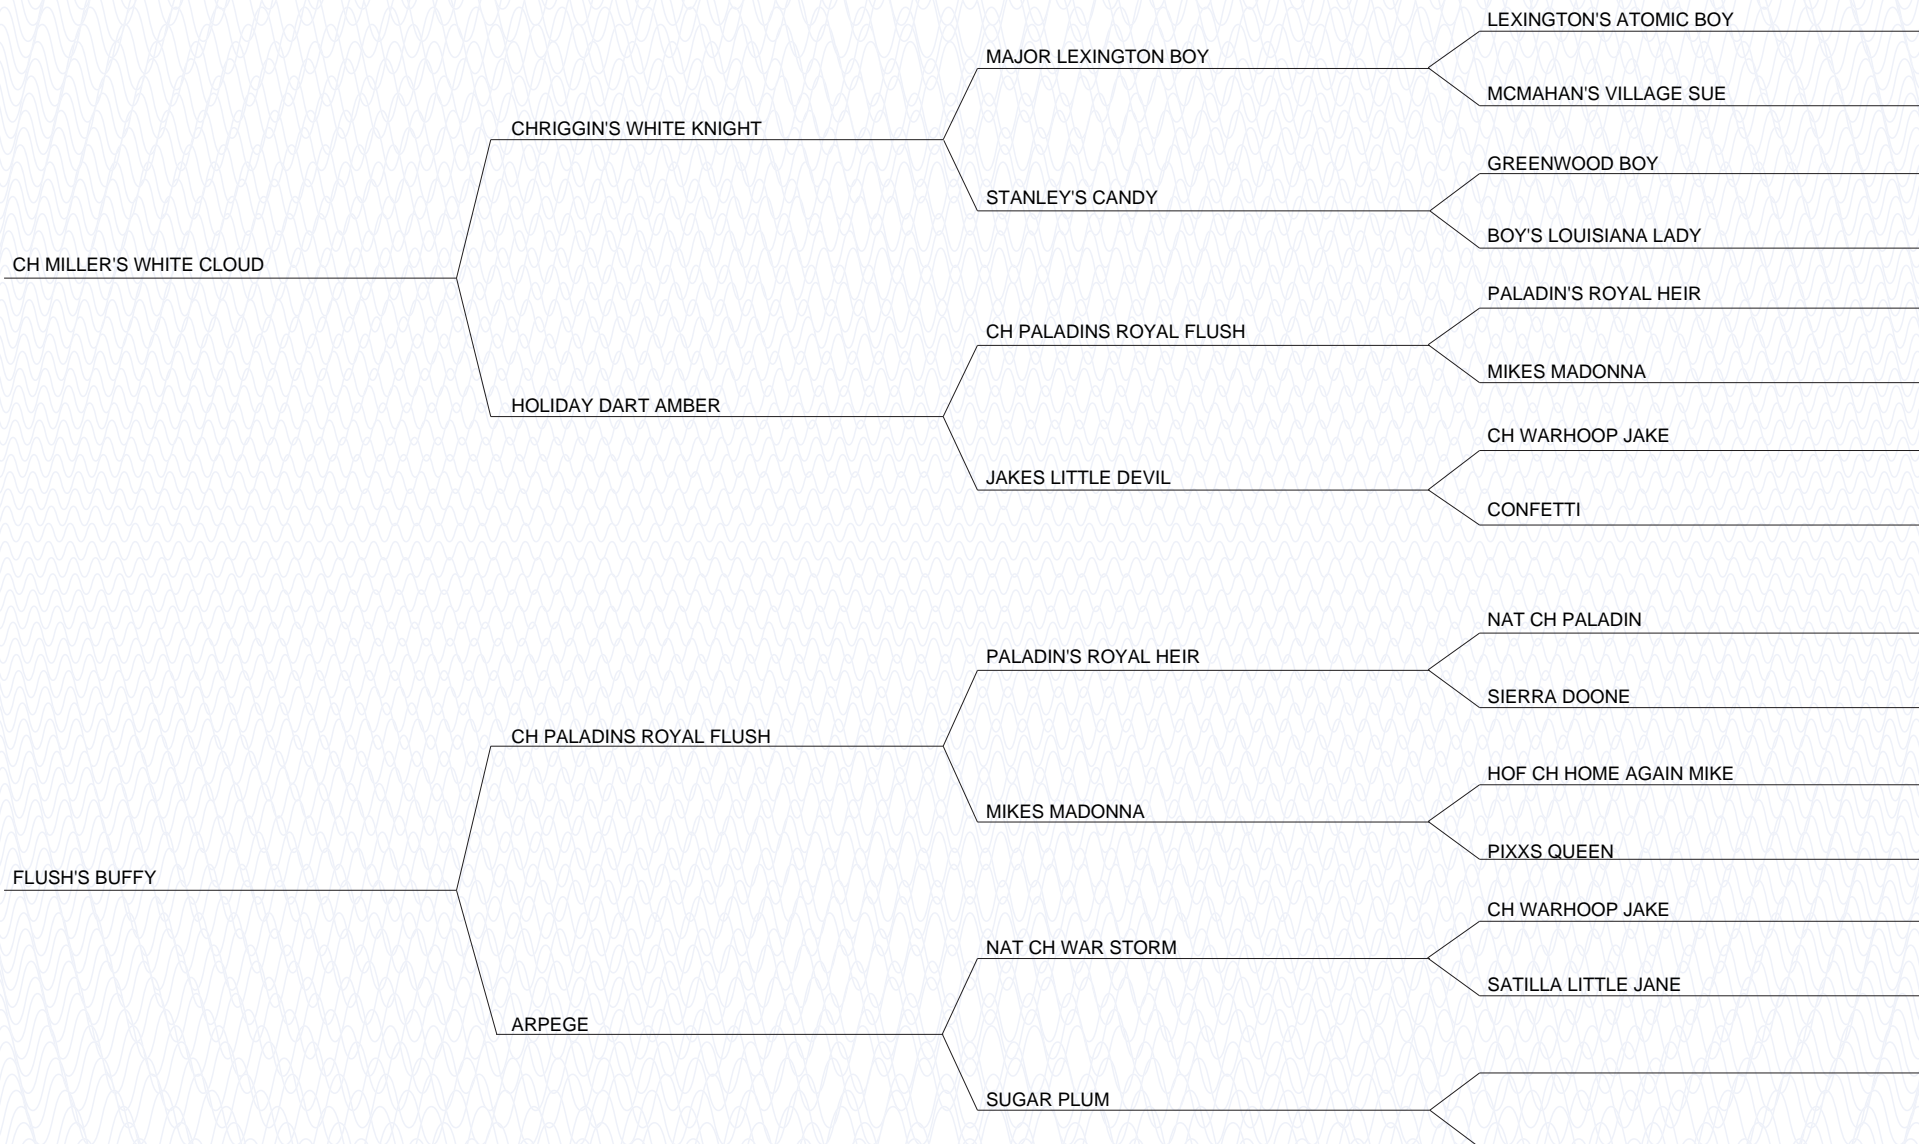 LEXINGTON'S ATOMIC BOY
MAJOR LEXINGTON BOY
MCMAHAN'S VILLAGE SUE
CHRIGGIN'S WHITE KNIGHT
GREENWOOD BOY
STANLEY'S CANDY
BOY'S LOUISIANA LADY
CH MILLER'S WHITE CLOUD
PALADIN'S ROYAL HEIR
CH PALADINS ROYAL FLUSH
MIKES MADONNA
HOLIDAY DART AMBER
CH WARHOOP JAKE
JAKES LITTLE DEVIL
CONFETTI
NAT CH PALADIN
PALADIN'S ROYAL HEIR
SIERRA DOONE
CH PALADINS ROYAL FLUSH
HOF CH HOME AGAIN MIKE
MIKES MADONNA
PIXXS QUEEN
FLUSH'S BUFFY
CH WARHOOP JAKE
NAT CH WAR STORM
SATILLA LITTLE JANE
ARPEGE
SUGAR PLUM